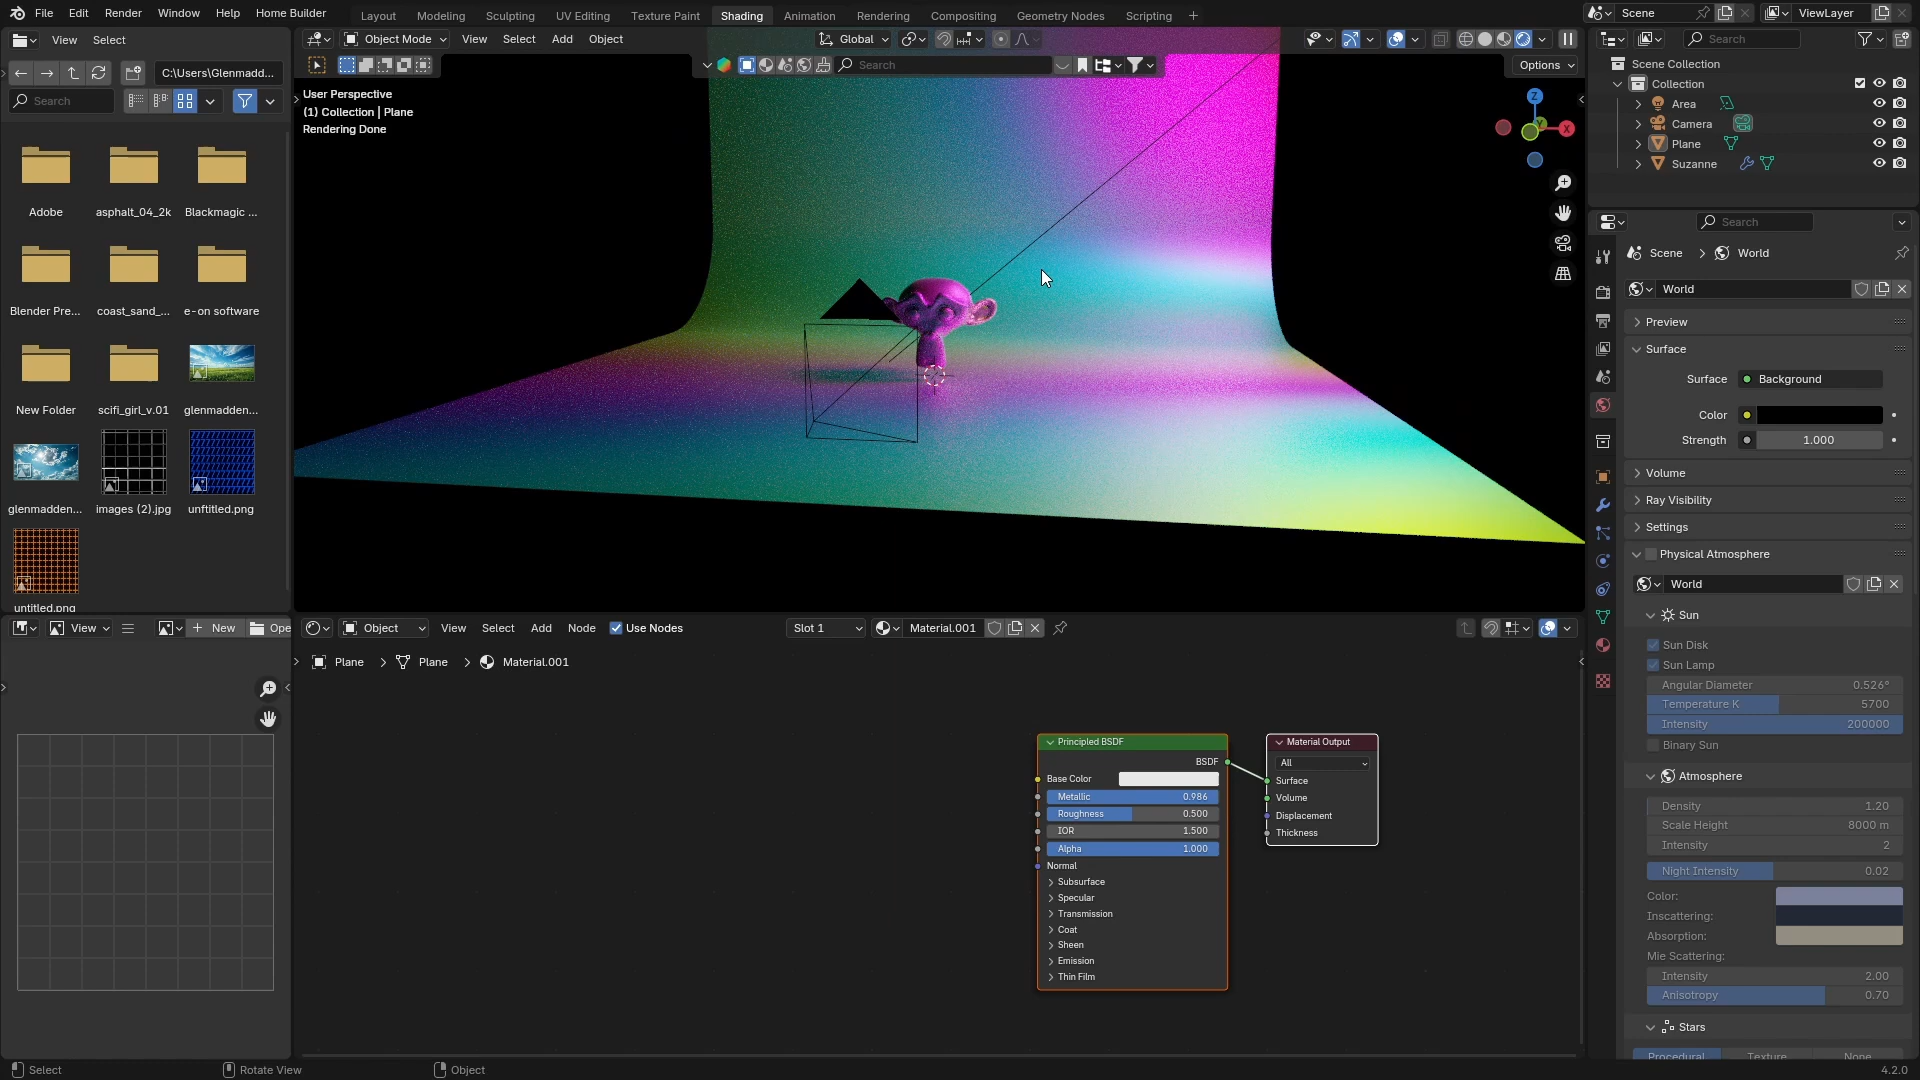 File Edit Render Window Help Home Builder Layout Modeling Sculpting UV Editing Texture Paint Shading Animation Rendering Compositing Geometry Nodes Scripting + Scene ViewLayer
View Select
Object Mode View Select Add Object Global
Search
C:\Users\Glenmadd...
Search
Search
Options
User Perspective
(1) Collection | Plane
Rendering Done
Z
X
Adobe asphalt_04_2k Blackmagic ...
Blender Pre... coast_sand_... e-on software
New Folder scifi_girl_v.01 glenmadden...
glenmadden... images (2).jpg unftitled.png
untitled.png
Scene Collection
Collection
Area
Camera
Plane
Suzanne
Search
Scene > World
World
Preview
Surface
Surface Background
Color
Strength 1.000
Volume
Ray Visibility
Settings
Physical Atmosphere
World
Sun
Sun Disk
Sun Lamp
Angular Diameter 0.526°
Temperature K 5700
Intensity 200000
Binary Sun
Atmosphere
Density 1.20
Scale Height 8000 m
Intensity 2
Night Intensity 0.02
Color:
Inscattering:
Absorption:
Mie Scattering:
Intensity 2.00
Anisotropy 0.70
Stars
Procedural Texture None
View + New Ope
Object View Select Add Node Use Nodes Slot 1 Material.001
Plane > Plane > Material.001
Principled BSDF
BSDF
Base Color
Metallic 0.986
Roughness 0.500
IOR 1.500
Alpha 1.000
Normal
Subsurface
Specular
Transmission
Coat
Sheen
Emission
Thin Film
Material Output
All
Surface
Volume
Displacement
Thickness
Select Rotate View Object 4.2.0